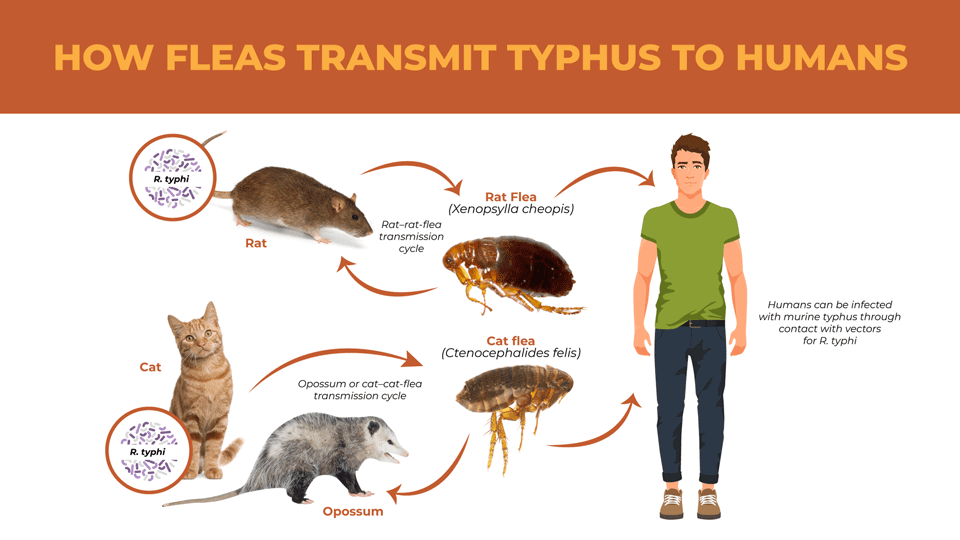 HOW FLEAS TRANSMIT TYPHUS TO HUMANS
R. typhi
Rat
Rat–rat-flea
transmission
cycle
Rat Flea
(Xenopsylla cheopis)
Humans can be infected
with murine typhus through
contact with vectors
for R. typhi
Cat
Cat flea
(Ctenocephalides felis)
Opossum or cat–cat-flea
transmission cycle
R. typhi
Opossum